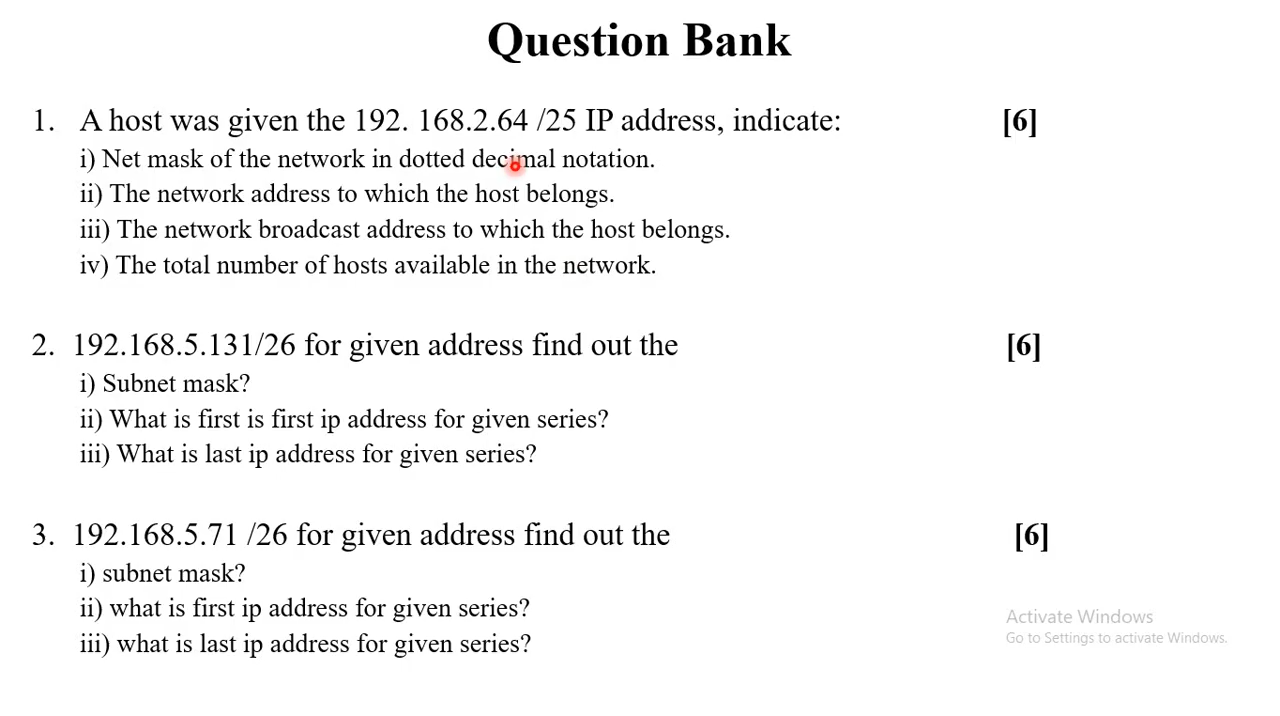 Question Bank
1. A host was given the 192. 168.2.64 /25 IP address, indicate: [6]
i) Net mask of the network in dotted decimal notation.
ii) The network address to which the host belongs.
iii) The network broadcast address to which the host belongs.
iv) The total number of hosts available in the network.
2. 192.168.5.131/26 for given address find out the [6]
i) Subnet mask?
ii) What is first is first ip address for given series?
iii) What is last ip address for given series?
3. 192.168.5.71 /26 for given address find out the [6]
i) subnet mask?
ii) what is first ip address for given series?
iii) what is last ip address for given series?
Activate Windows
Go to Settings to activate Windows.